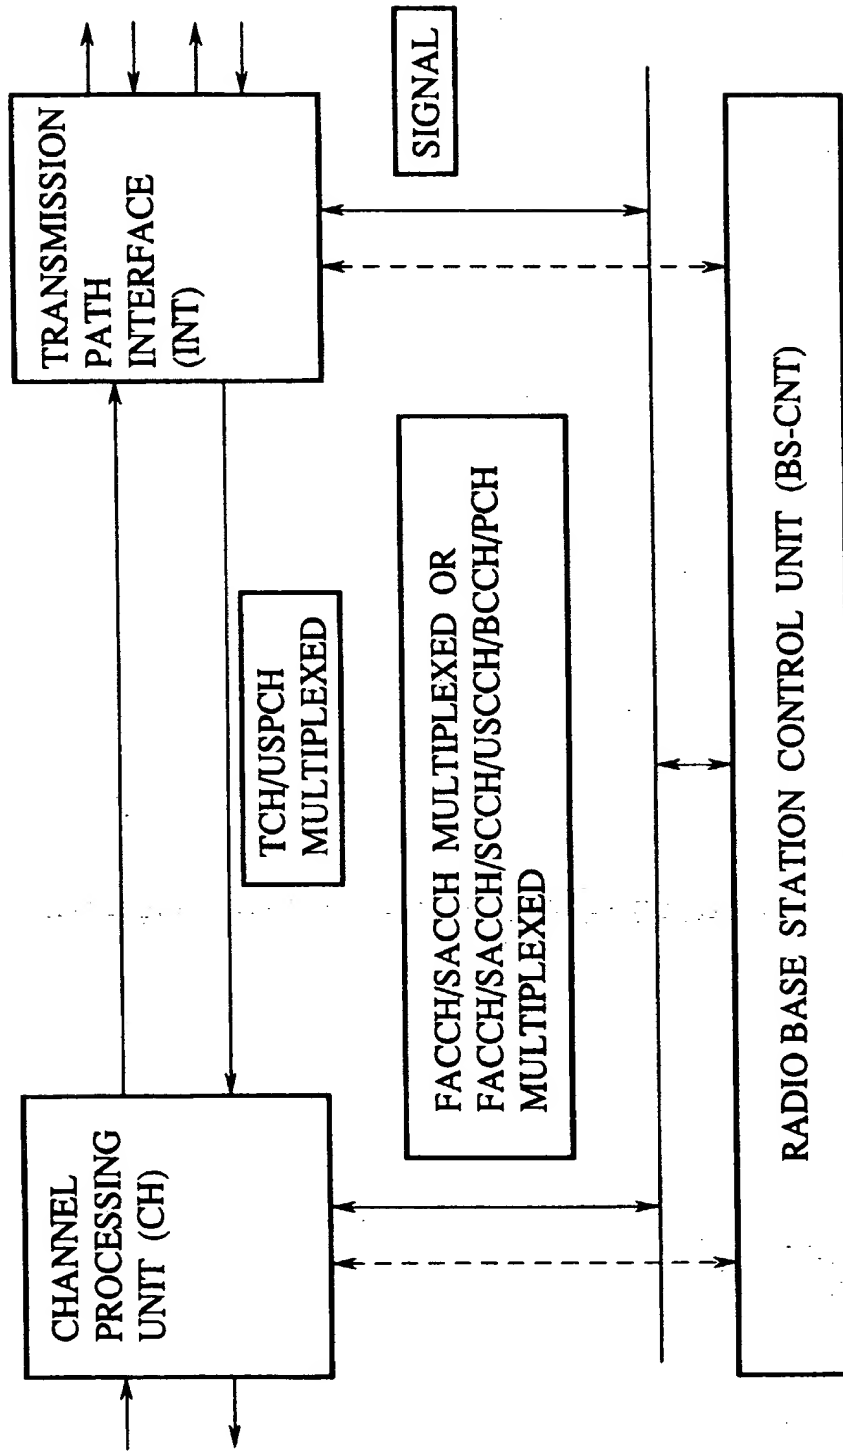 CHANNEL
PROCESSING
UNIT (CH)
TRANSMISSION
PATH
INTERFACE
(INT)
TCH/USPCH
MULTIPLEXED
SIGNAL
FACCH/SACCH MULTIPLEXED OR
FACCH/SACCH/SCCH/USCCH/BCCH/PCH
MULTIPLEXED
RADIO BASE STATION CONTROL UNIT (BS-CNT)